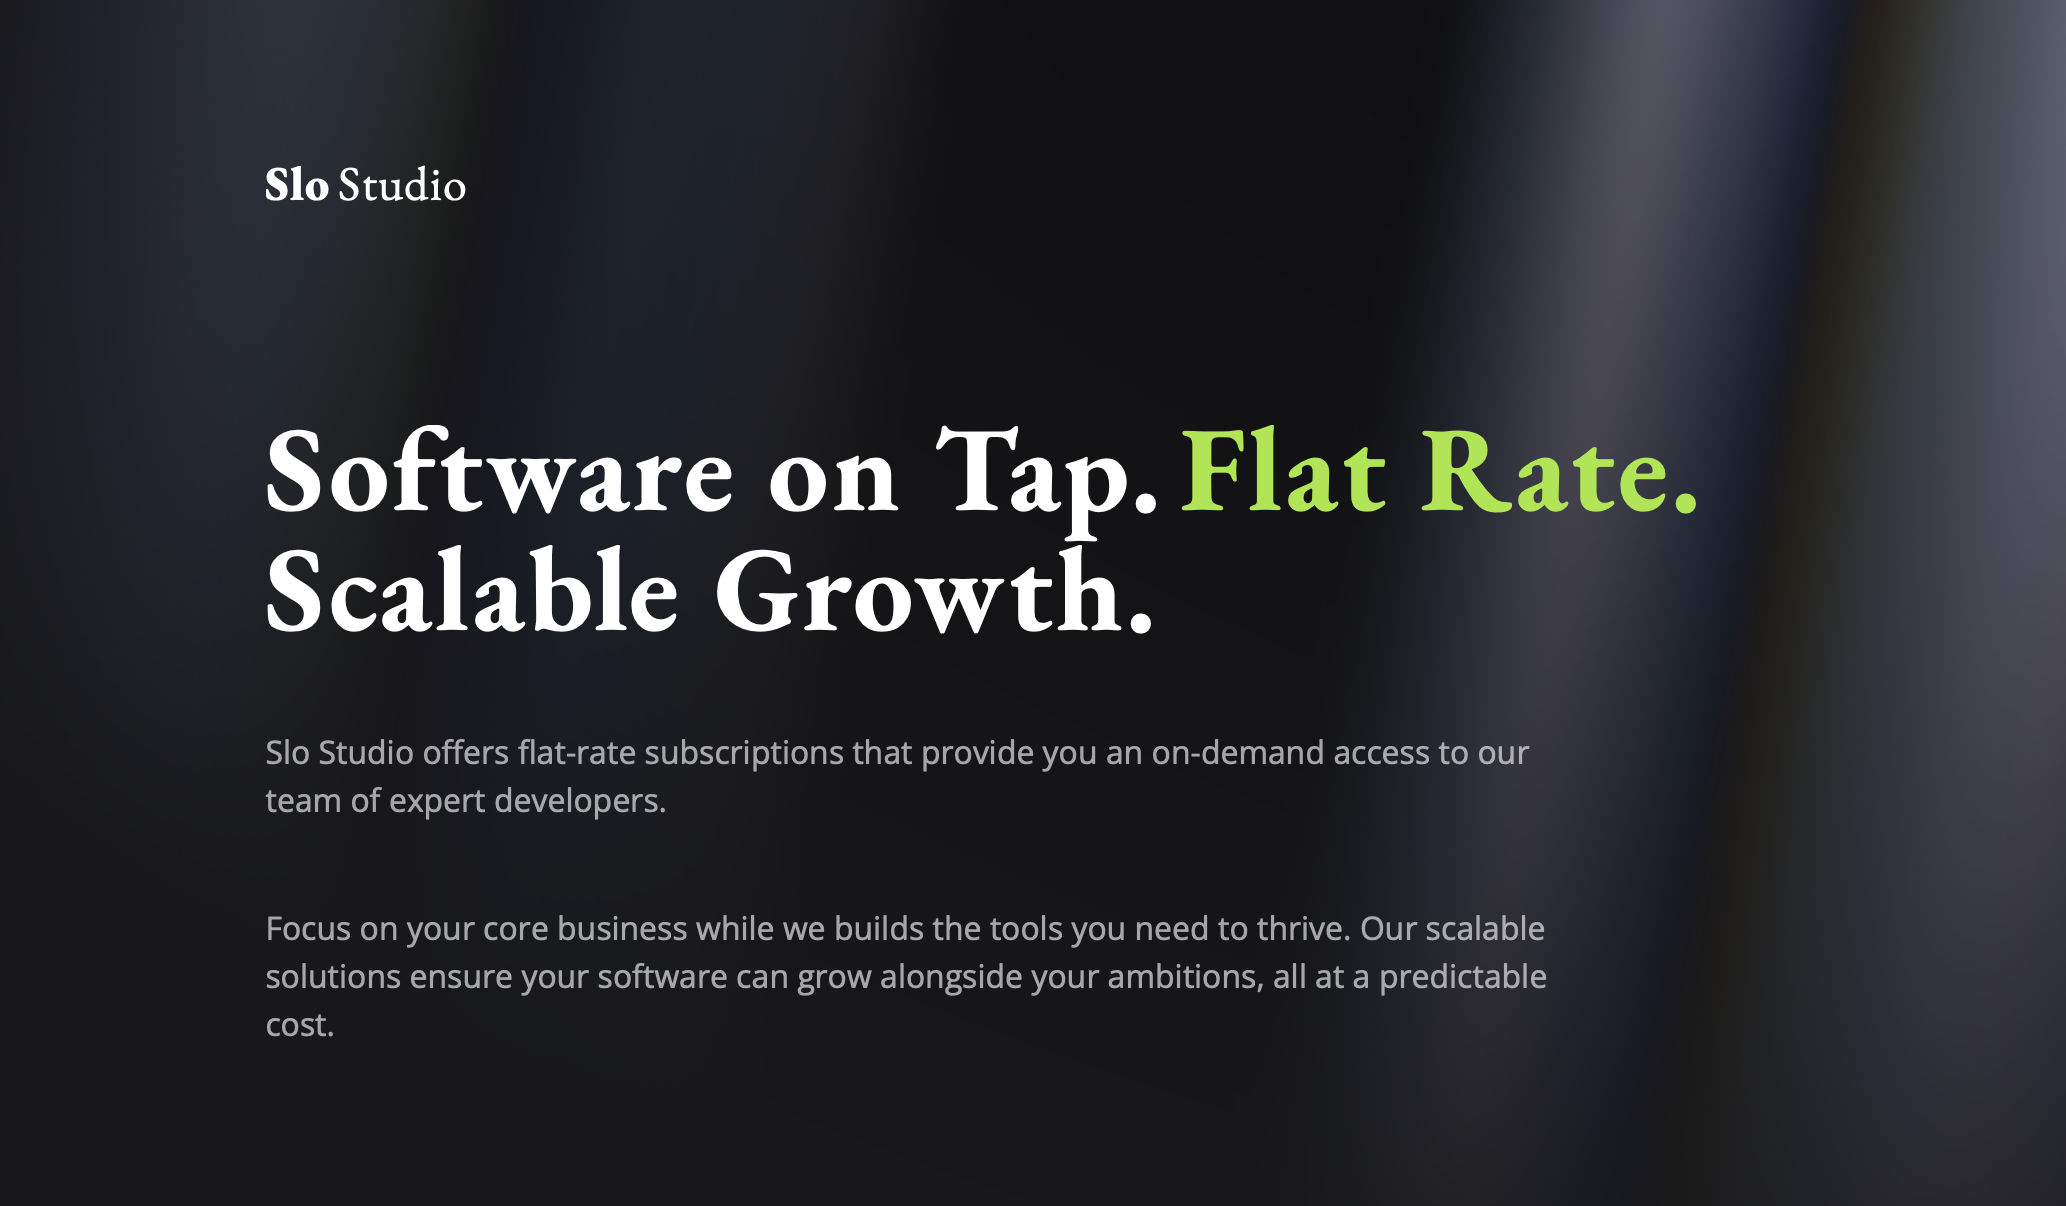 Slo Studio
Software on Tap. Flat Rate.
Scalable Growth.
Slo Studio offers flat-rate subscriptions that provide you an on-demand access to our
team of expert developers.
Focus on your core business while we builds the tools you need to thrive. Our scalable
solutions ensure your software can grow alongside your ambitions, all at a predictable
cost.